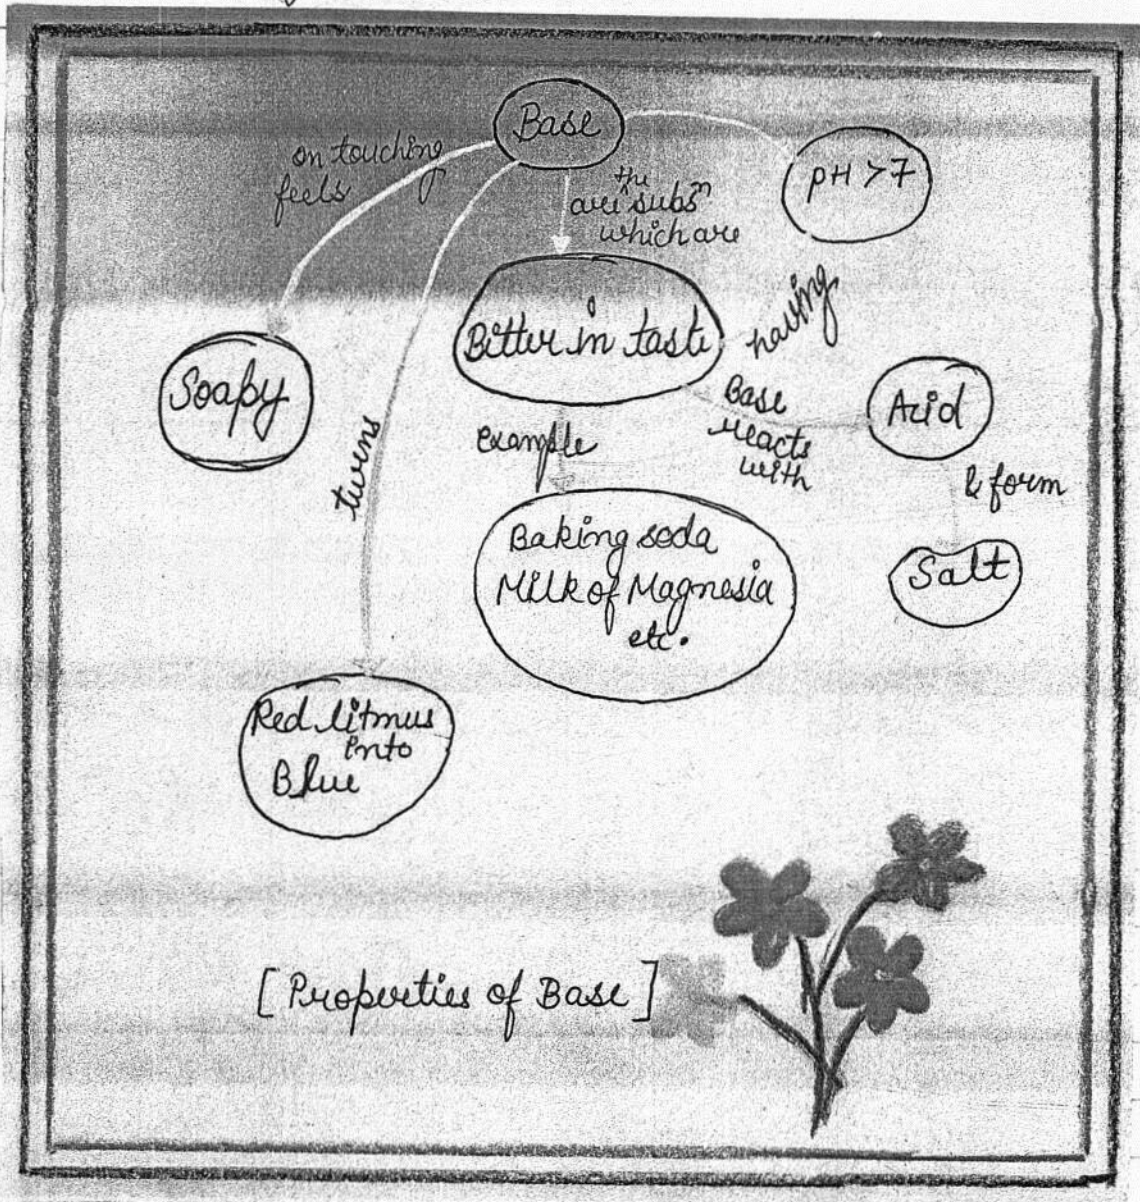 Base
on touching
feels
the
are subsⁿ
which are
pH > 7
Bitter in taste
having
Soapy
Base
reacts
with
Acid
turns
example
& form
Baking soda
Milk of Magnesia
etc.
Salt
Red litmus
into
Blue
[Properties of Base]